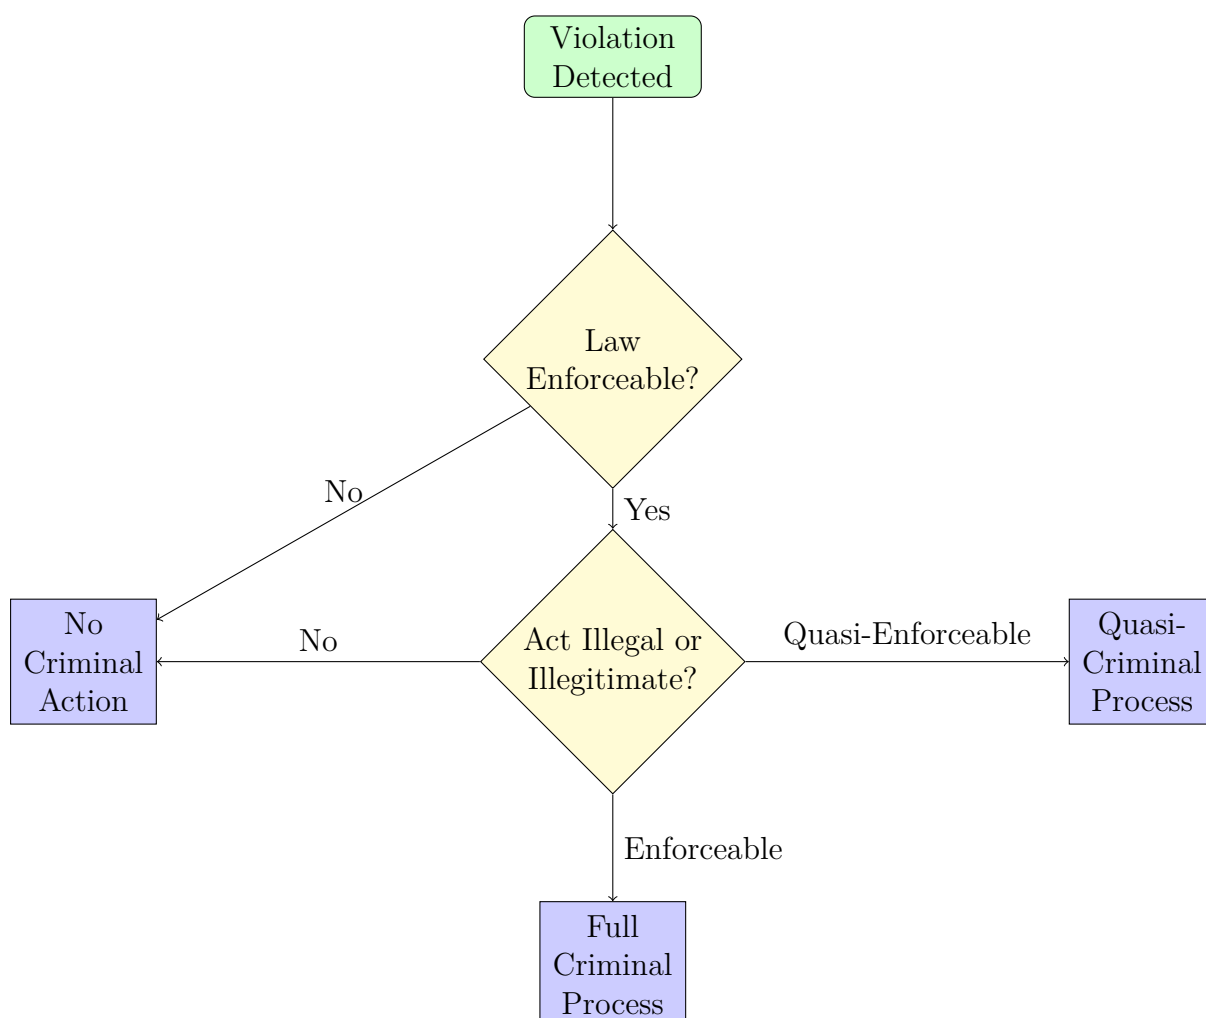 Violation
Detected
Law
Enforceable?
No
Yes
No
Criminal
Action
No
Act Illegal or
Illegitimate?
Quasi-Enforceable
Quasi-
Criminal
Process
Enforceable
Full
Criminal
Process